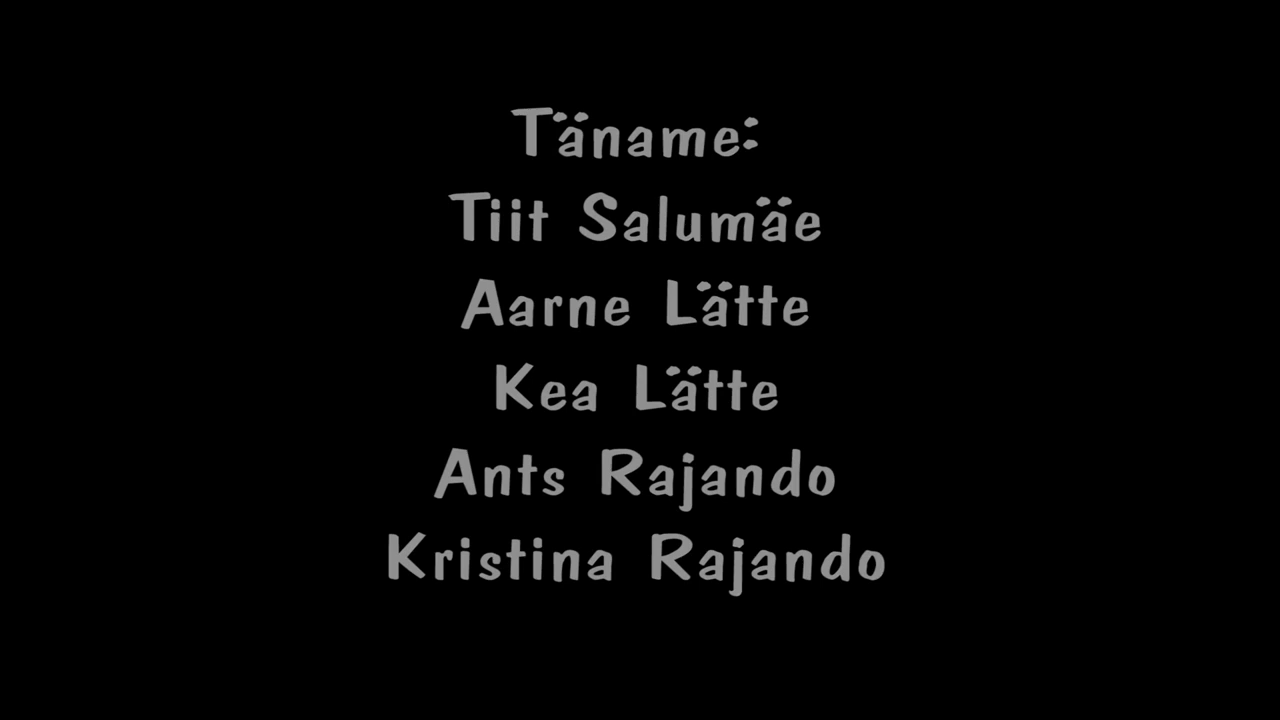 Täname:
Tiit Salumäe
Aarne Lätte
Kea Lätte
Ants Rajando
Kristina Rajando